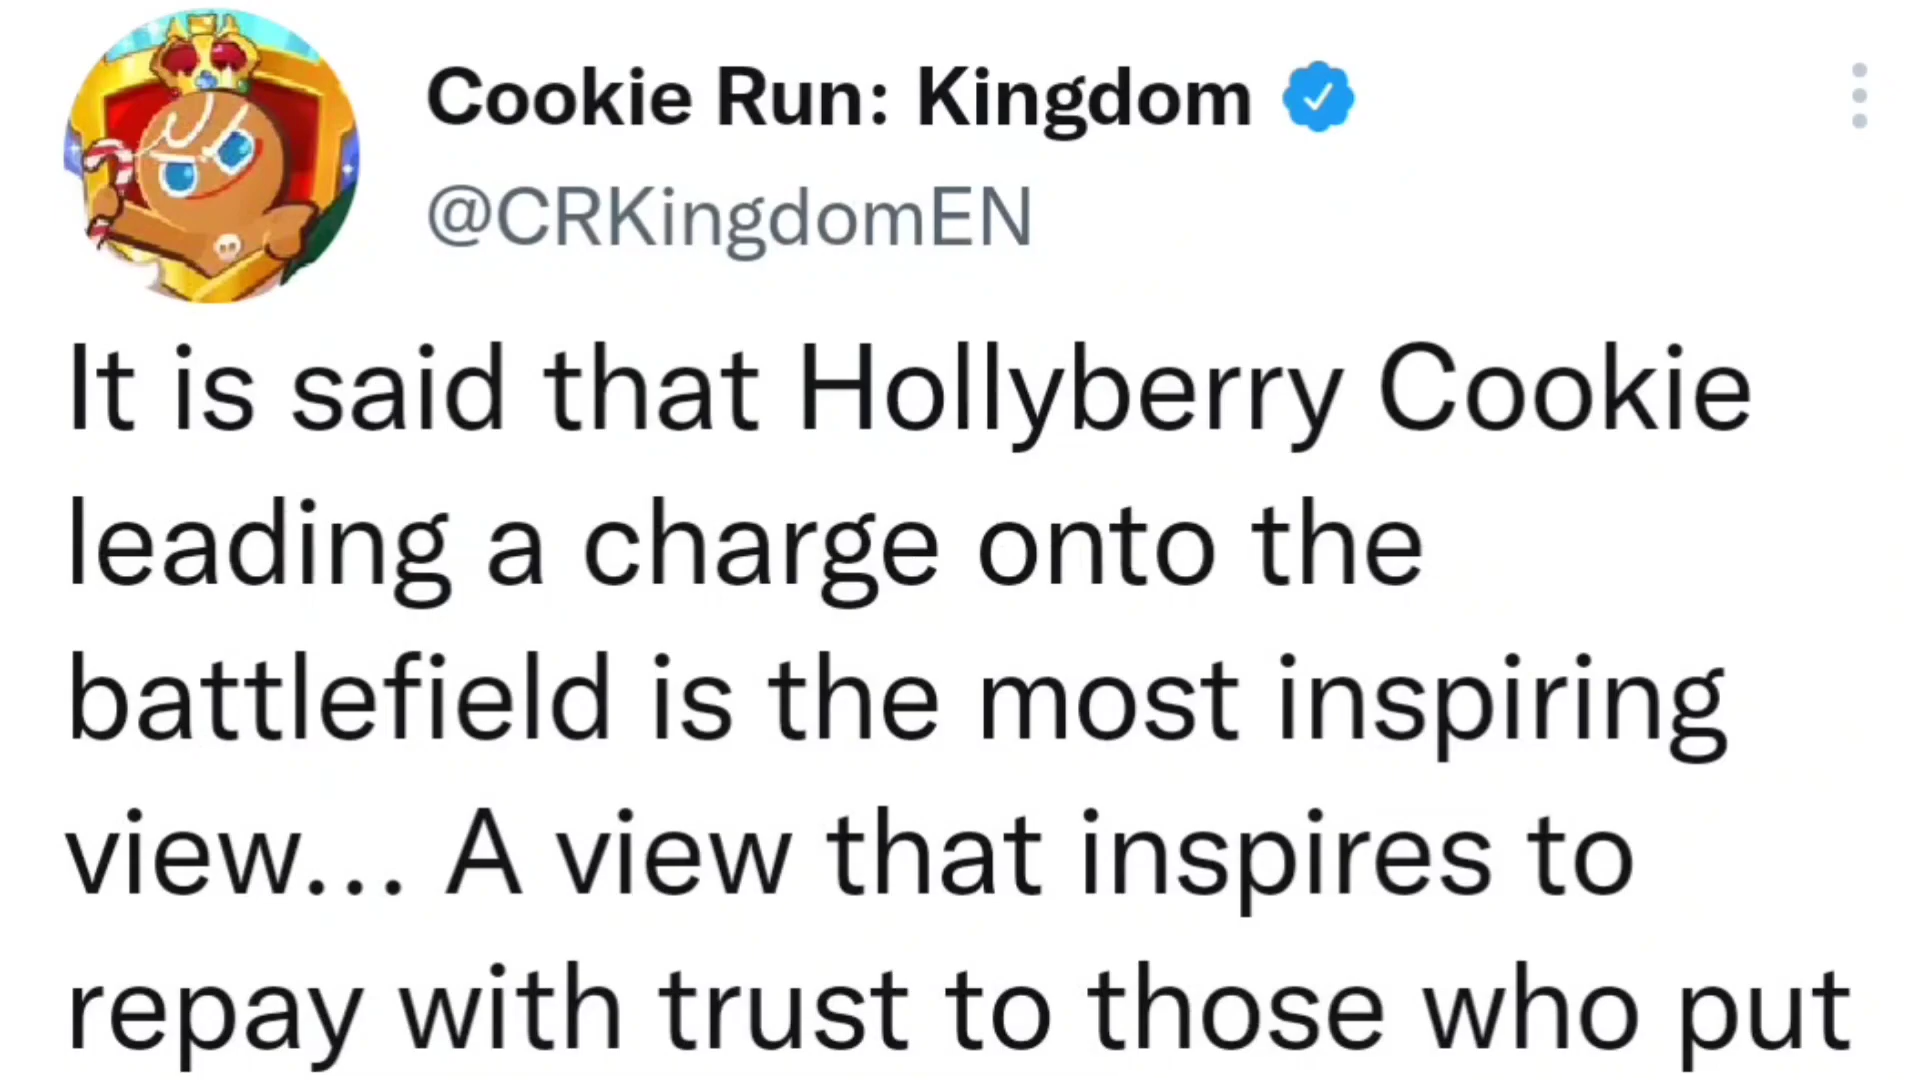 Cookie Run: Kingdom
@CRKingdomEN
It is said that Hollyberry Cookie
leading a charge onto the
battlefield is the most inspiring
view... A view that inspires to
repay with trust to those who put